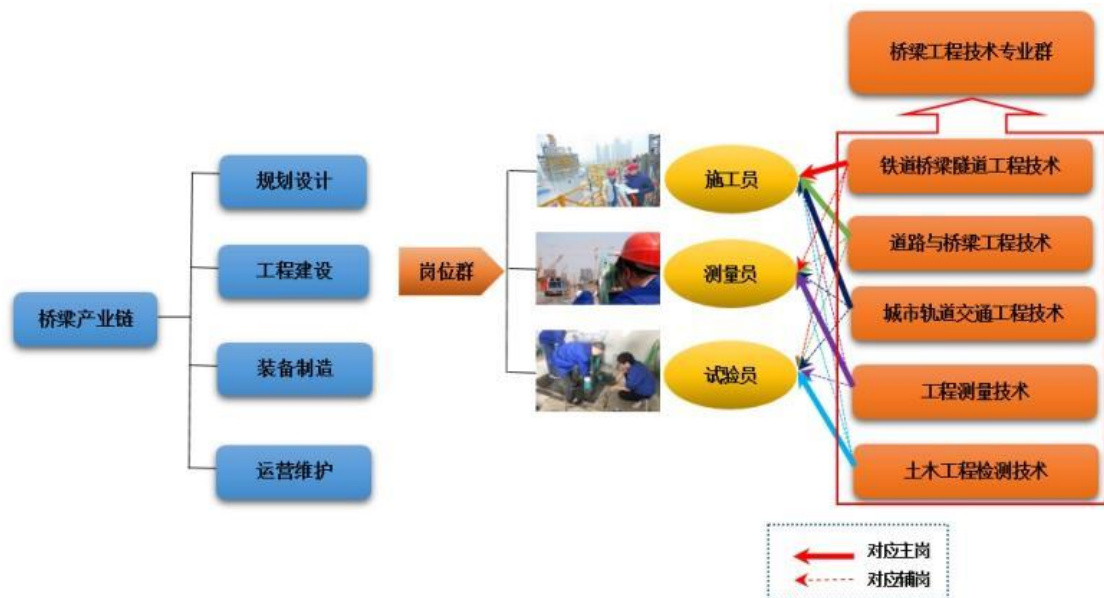 桥梁工程技术专业群
规划设计
工程建设
桥梁产业链
装备制造
运营维护
岗位群
施工员
测量员
试验员
铁道桥梁隧道工程技术
道路与桥梁工程技术
城市轨道交通工程技术
工程测量技术
土木工程检测技术
对应主岗
对应辅岗